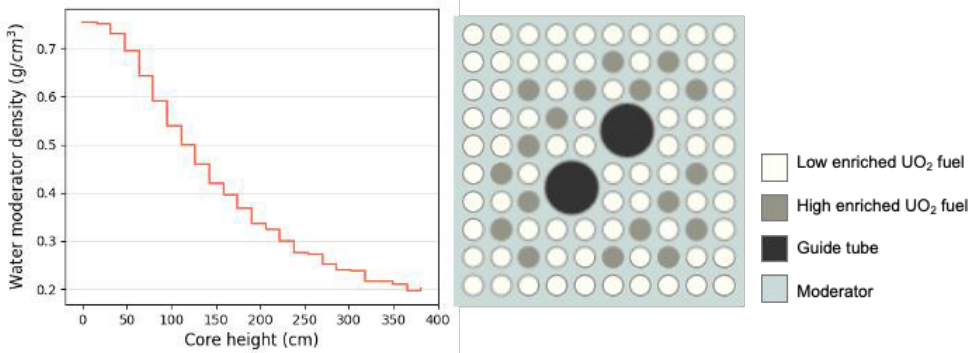 Water moderator density (g/cm³)
0.7
0.6
0.5
0.4
0.3
0.2
0
50
100
150
200
250
300
350
400
Core height (cm)
Low enriched UO₂ fuel
High enriched UO₂ fuel
Guide tube
Moderator